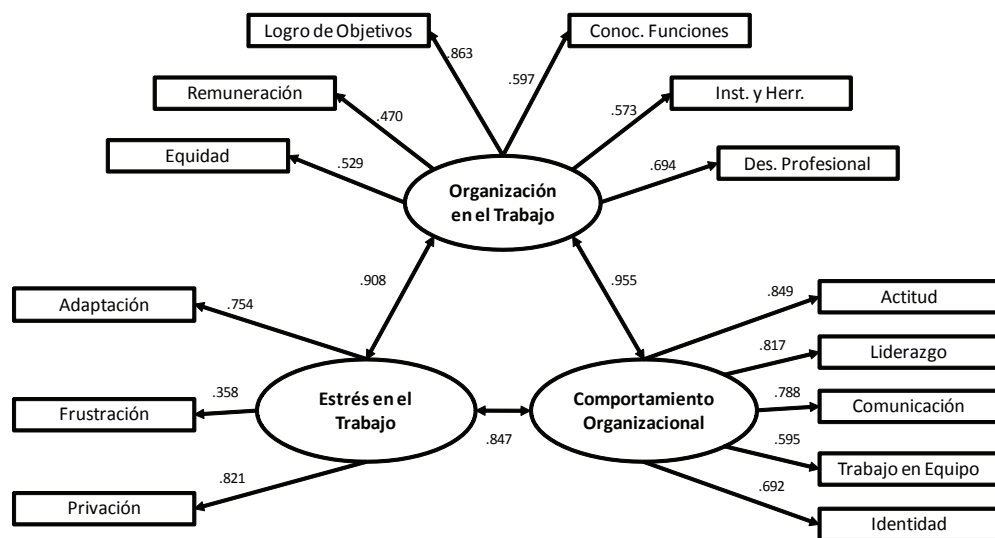 Logro de Objetivos
Conoc. Funciones
.863
.597
Remuneración
Inst. y Herr.
.470
.573
Equidad
.529
.694
Des. Profesional
Organización
en el Trabajo
.908
.955
Adaptación
.754
.849
Actitud
.817
Liderazgo
Frustración
.358
Estrés en el
Trabajo
.847
Comportamiento
Organizacional
.788
Comunicación
.595
Trabajo en Equipo
Privación
.821
.692
Identidad